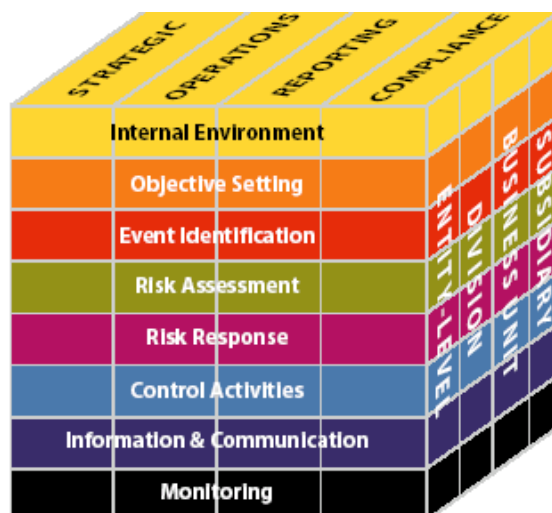 STRATEGIC
OPERATIONS
REPORTING
COMPLIANCE
Internal Environment
Objective Setting
Event Identification
Risk Assessment
Risk Response
Control Activities
Information & Communication
Monitoring
ENTITY-LEVEL
DIVISION
BUSINESS UNIT
SUBSIDIARY